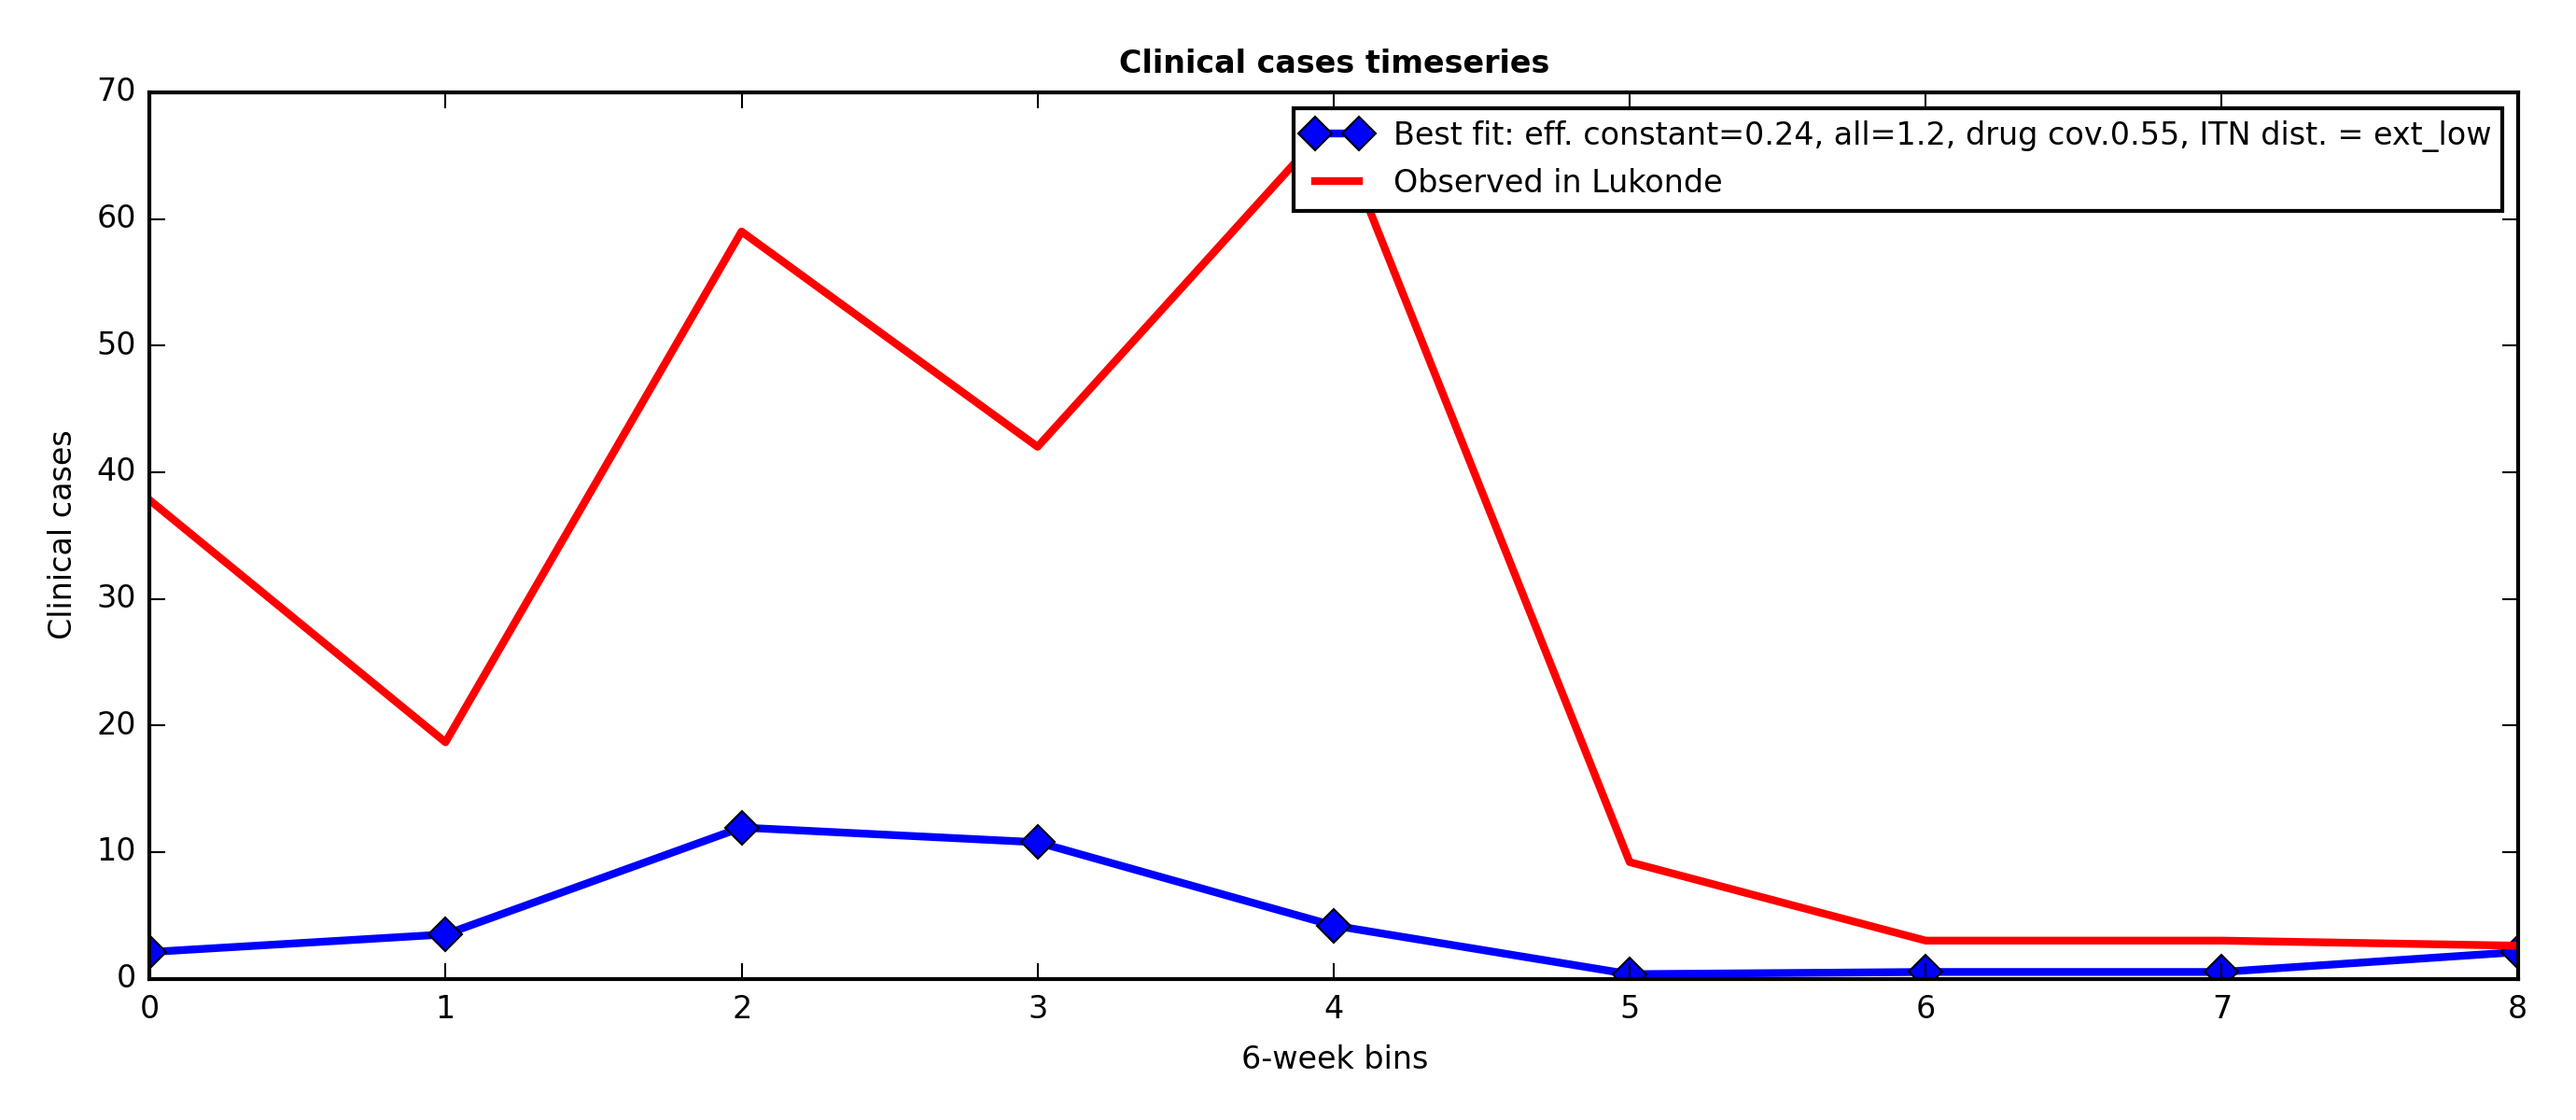 Clinical cases timeseries
70
60
50
40
30
20
10
0
Clinical cases
Best fit: eff. constant=0.24, all=1.2, drug cov.0.55, ITN dist. = ext_low
Observed in Lukonde
0 1 2 3 4 5 6 7 8
6-week bins